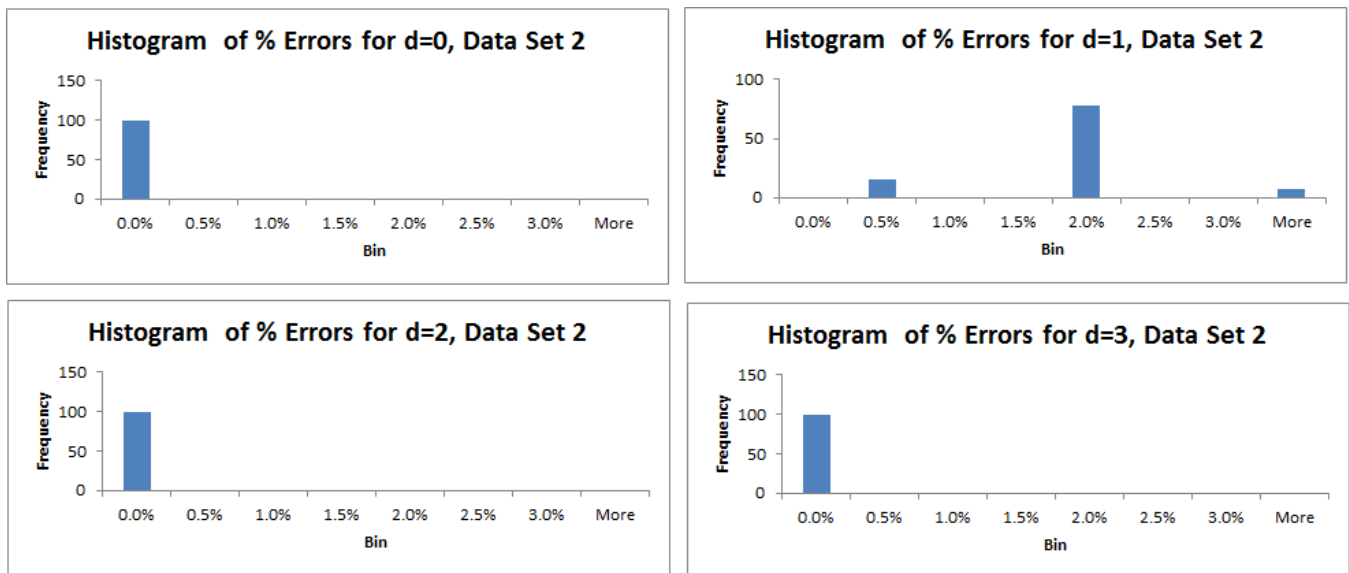 Histogram of % Errors for d=0, Data Set 2
150
100
50
0
Frequency
0.0% 0.5% 1.0% 1.5% 2.0% 2.5% 3.0% More
Bin
Histogram of % Errors for d=1, Data Set 2
100
50
0
Frequency
0.0% 0.5% 1.0% 1.5% 2.0% 2.5% 3.0% More
Bin
Histogram of % Errors for d=2, Data Set 2
150
100
50
0
Frequency
0.0% 0.5% 1.0% 1.5% 2.0% 2.5% 3.0% More
Bin
Histogram of % Errors for d=3, Data Set 2
150
100
50
0
Frequency
0.0% 0.5% 1.0% 1.5% 2.0% 2.5% 3.0% More
Bin